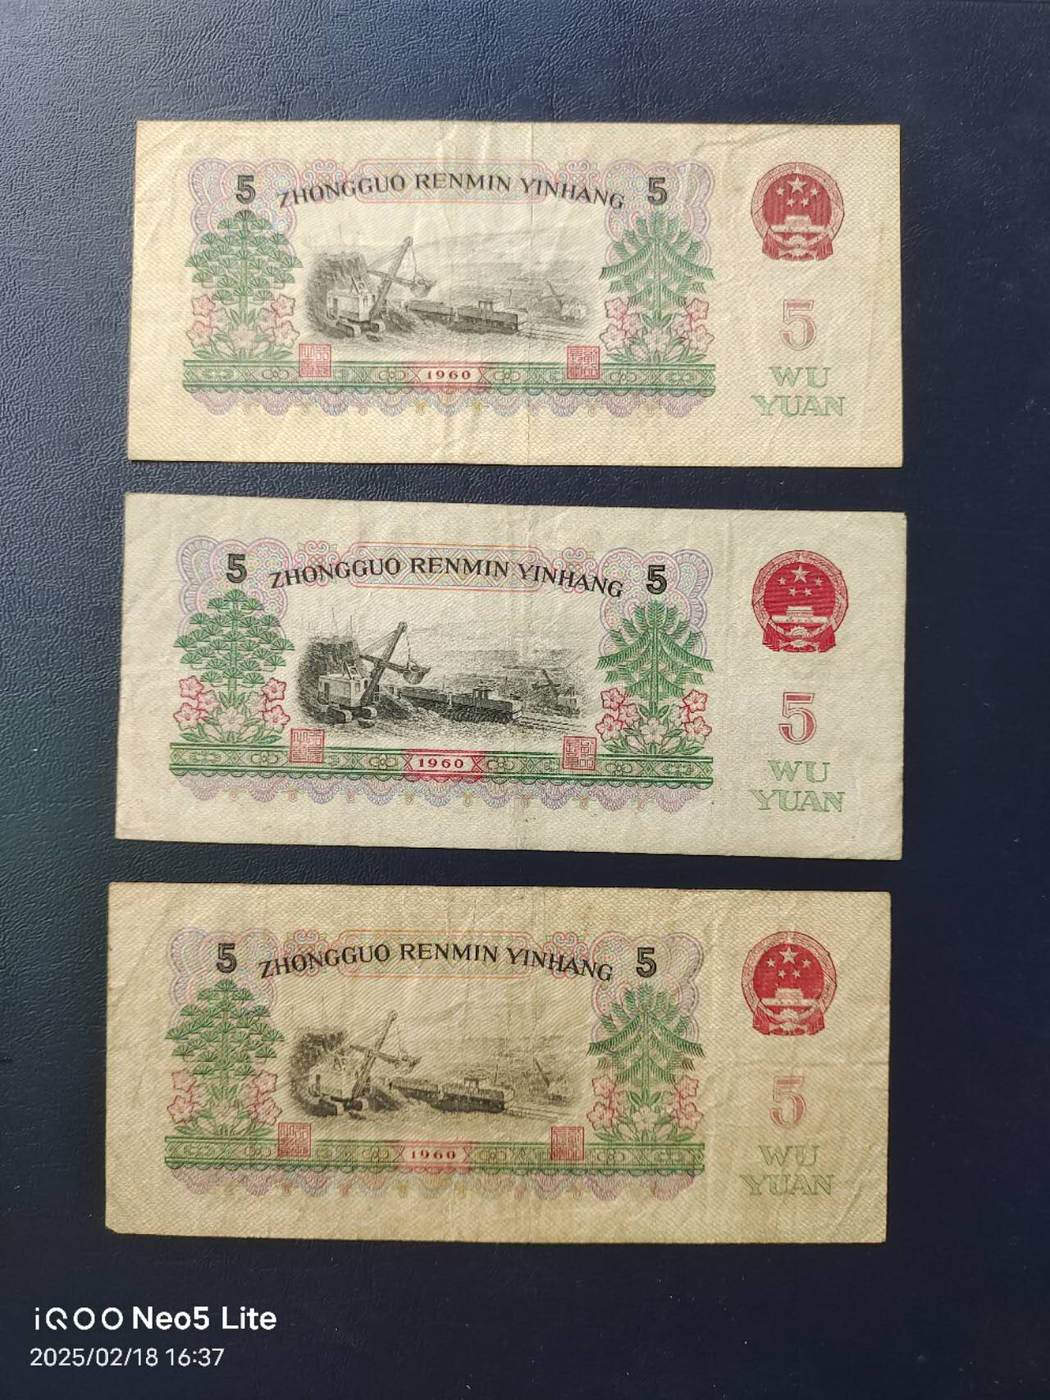 5 ZHONGGUO RENMIN YINHANG 5
1960
5
WU
YUAN
5 ZHONGGUO RENMIN YINHANG 5
1960
5
WU
YUAN
5 ZHONGGUO RENMIN YINHANG 5
1960
5
WU
YUAN
iQOO Neo5 Lite
2025/02/18 16:37